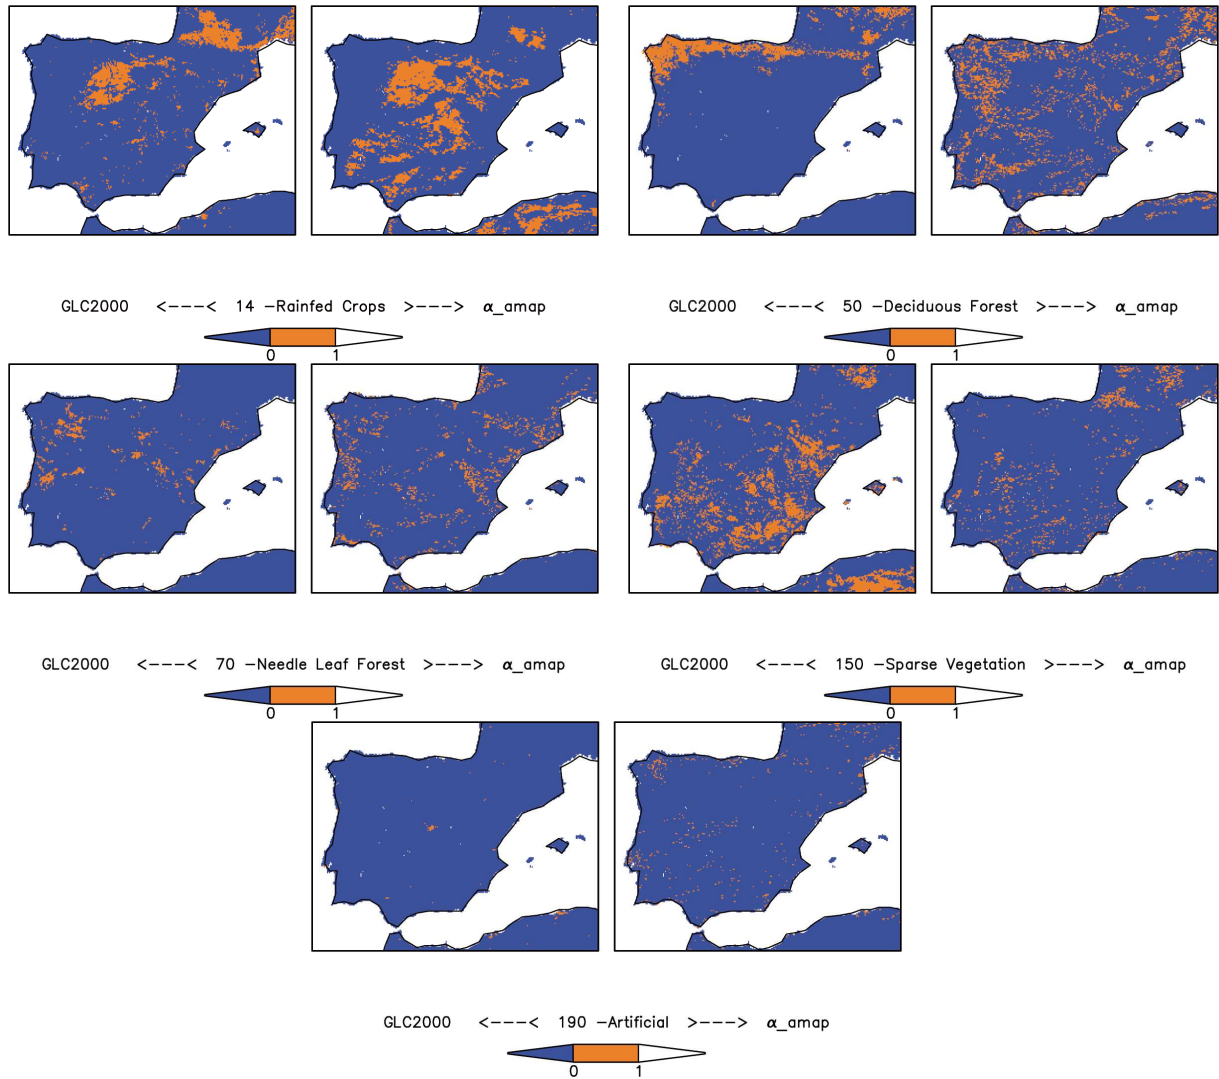 GLC2000 <---< 14 -Rainfed Crops >---> α_amap
0 1
GLC2000 <---< 50 -Deciduous Forest >---> α_amap
0 1
GLC2000 <---< 70 -Needle Leaf Forest >---> α_amap
0 1
GLC2000 <---< 150 -Sparse Vegetation >---> α_amap
0 1
GLC2000 <---< 190 -Artificial >---> α_amap
0 1